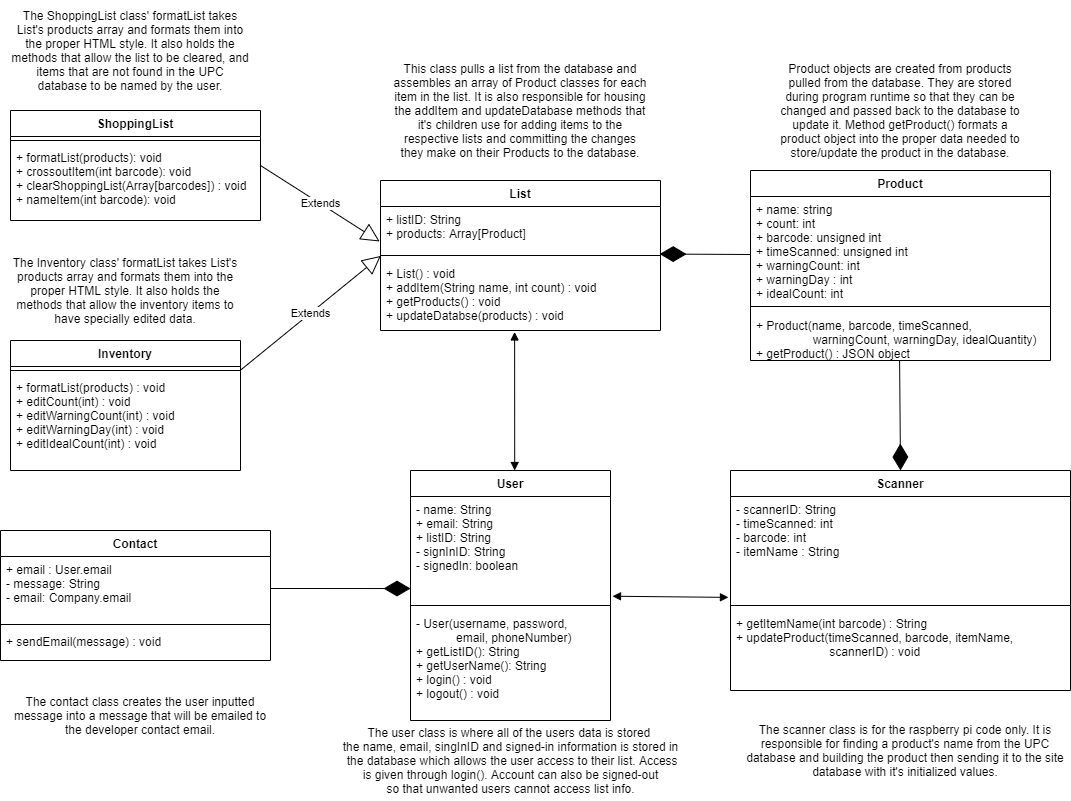 The ShoppingList class' formatList takes
List's products array and formats them into
the proper HTML style. It also holds the
methods that allow the list to be cleared, and
items that are not found in the UPC
database to be named by the user.
ShoppingList
+ formatList(products): void
+ crossoutItem(int barcode): void
+ clearShoppingList(Array[barcodes]) : void
+ nameItem(int barcode): void
Extends
The Inventory class' formatList takes List's
products array and formats them into the
proper HTML style. It also holds the
methods that allow the inventory items to
have specially edited data.
Inventory
+ formatList(products) : void
+ editCount(int) : void
+ editWarningCount(int) : void
+ editWarningDay(int) : void
+ editIdealCount(int) : void
Extends
This class pulls a list from the database and
assembles an array of Product classes for each
item in the list. It is also responsible for housing
the addItem and updateDatabase methods that
it's children use for adding items to the
respective lists and committing the changes
they make on their Products to the database.
List
+ listID: String
+ products: Array[Product]
+ List() : void
+ addItem(String name, int count) : void
+ getProducts() : void
+ updateDatabse(products) : void
Product objects are created from products
pulled from the database. They are stored
during program runtime so that they can be
changed and passed back to the database to
update it. Method getProduct() formats a
product object into the proper data needed to
store/update the product in the database.
Product
+ name: string
+ count: int
+ barcode: unsigned int
+ timeScanned: unsigned int
+ warningCount: int
+ warningDay : int
+ idealCount: int
+ Product(name, barcode, timeScanned,
warningCount, warningDay, idealQuantity)
+ getProduct() : JSON object
Contact
+ email : User.email
- message: String
- email: Company.email
+ sendEmail(message) : void
The contact class creates the user inputted
message into a message that will be emailed to
the developer contact email.
User
- name: String
+ email: String
+ listID: String
- signInID: String
- signedIn: boolean
- User(username, password,
email, phoneNumber)
+ getListID(): String
+ getUserName(): String
+ login() : void
+ logout() : void
The user class is where all of the users data is stored
the name, email, singInID and signed-in information is stored in
the database which allows the user access to their list. Access
is given through login(). Account can also be signed-out
so that unwanted users cannot access list info.
Scanner
- scannerID: String
- timeScanned: int
- barcode: int
- itemName : String
+ getItemName(int barcode) : String
+ updateProduct(timeScanned, barcode, itemName,
scannerID) : void
The scanner class is for the raspberry pi code only. It is
responsible for finding a product's name from the UPC
database and building the product then sending it to the site
database with it's initialized values.